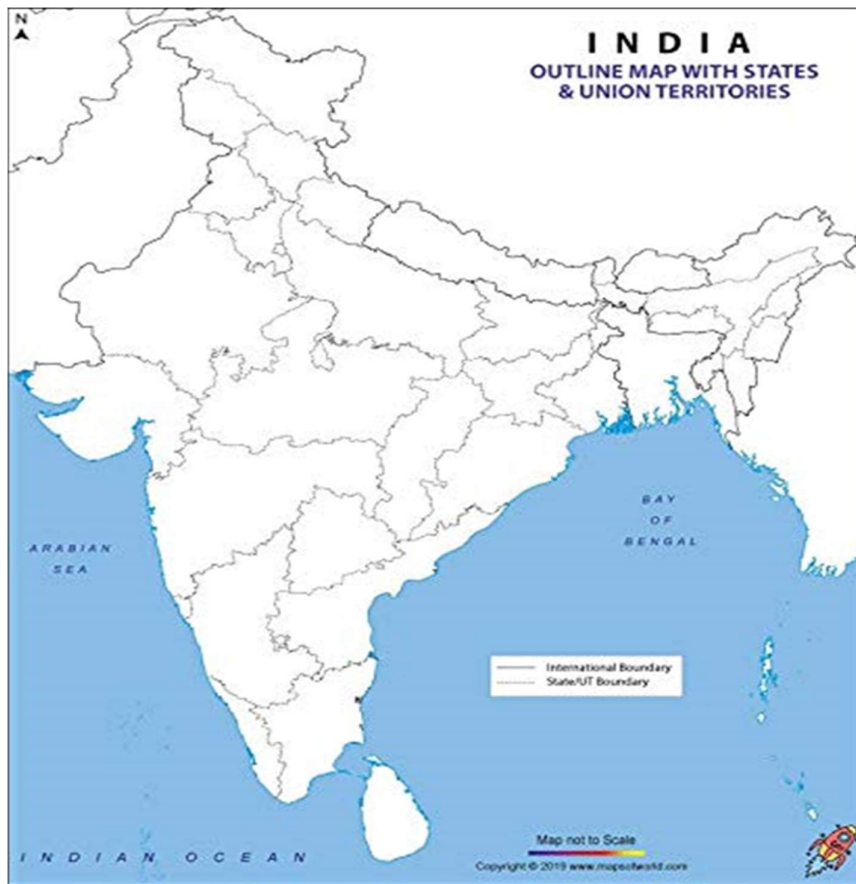 N
INDIA
OUTLINE MAP WITH STATES
& UNION TERRITORIES
BAY
OF
BENGAL
ARABIAN
SEA
International Boundary
State/UT Boundary
Map not to Scale
Copyright © 2019 www.mapsofworld.com
INDIAN OCEAN